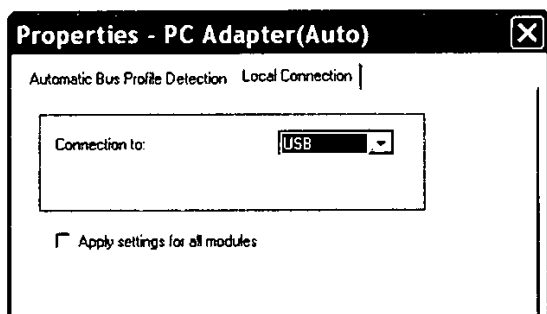 Properties - PC Adapter(Auto)
Automatic Bus Profile Detection Local Connection
Connection to: USB
Apply settings for all modules